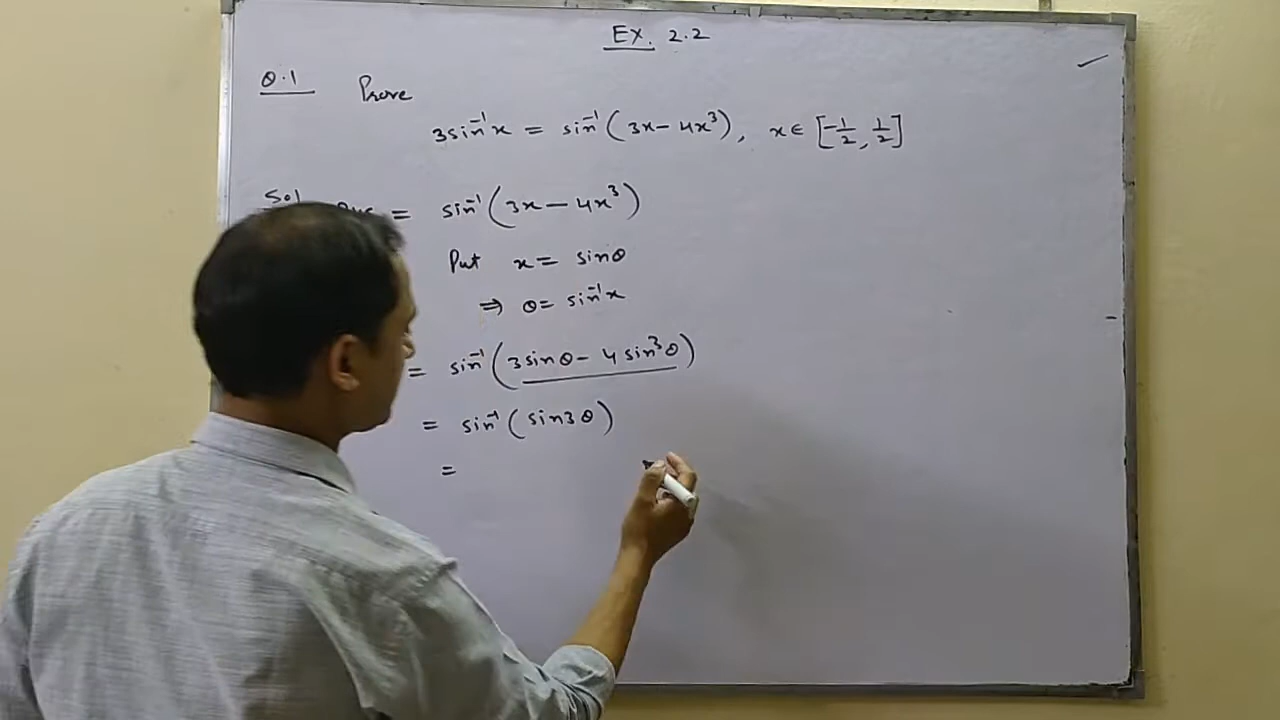 EX. 2.2
Q.1 Prove
3sin⁻¹x = sin⁻¹(3x - 4x³), x ∈ [-1/2, 1/2]
Sol = sin⁻¹(3x - 4x³)
Put x = sinθ
⇒ θ = sin⁻¹x
= sin⁻¹(3sinθ - 4sin³θ)
= sin⁻¹(sin3θ)
=